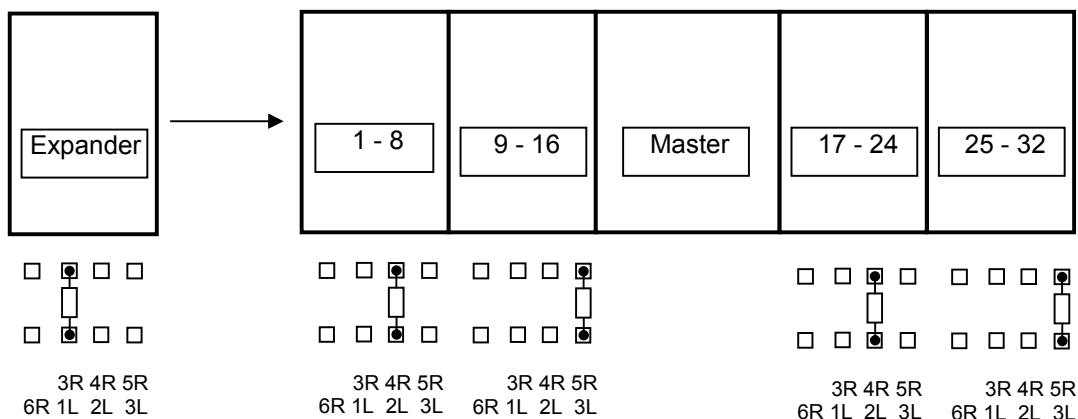 Expander
1 - 8
9 - 16
Master
17 - 24
25 - 32
3R 4R 5R
6R 1L 2L 3L
3R 4R 5R
6R 1L 2L 3L
3R 4R 5R
6R 1L 2L 3L
3R 4R 5R
6R 1L 2L 3L
3R 4R 5R
6R 1L 2L 3L